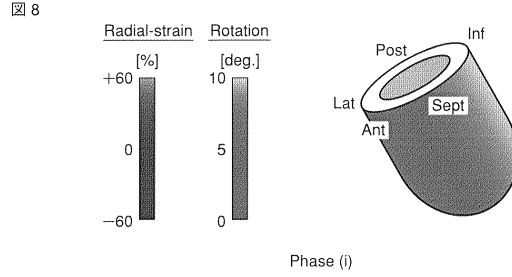 図 8
Radial-strain Rotation
[%] [deg.]
+60 10
0 5
−60 0
Post Inf
Lat Sept
Ant
Phase (i)